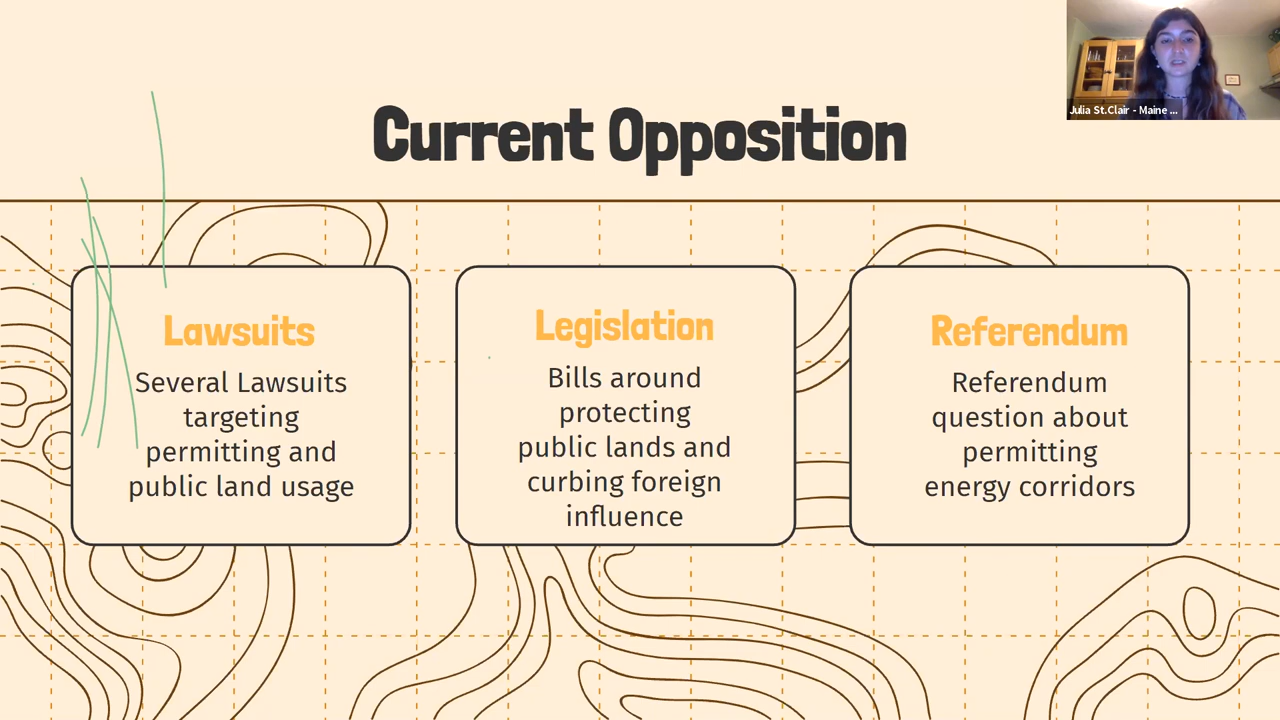 Julia St.Clair - Maine ...
Current Opposition
Lawsuits
Several Lawsuits
targeting
permitting and
public land usage
Legislation
Bills around
protecting
public lands and
curbing foreign
influence
Referendum
Referendum
question about
permitting
energy corridors